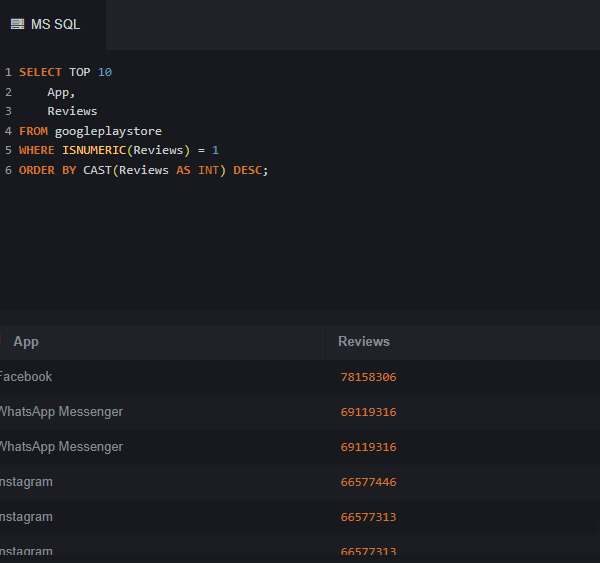 MS SQL
1 SELECT TOP 10
2 App,
3 Reviews
4 FROM googleplaystore
5 WHERE ISNUMERIC(Reviews) = 1
6 ORDER BY CAST(Reviews AS INT) DESC;
App Reviews
Facebook 78158306
WhatsApp Messenger 69119316
WhatsApp Messenger 69119316
nstagram 66577446
nstagram 66577313
nstagram 66577313